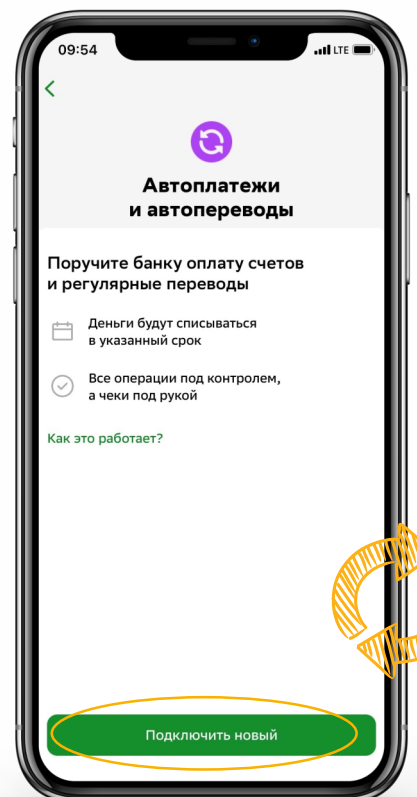 09:54
LTE
Автоплатежи
и автопереводы
Поручите банку оплату счетов
и регулярные переводы
Деньги будут списываться
в указанный срок
Все операции под контролем,
а чеки под рукой
Как это работает?
Подключить новый